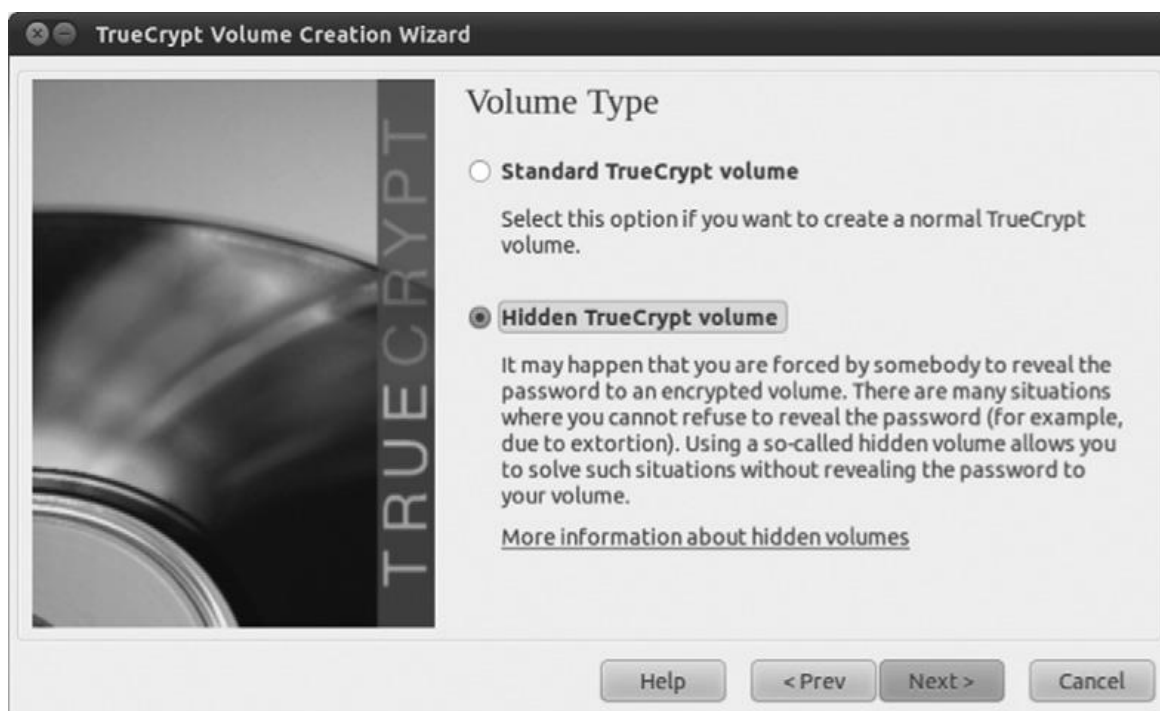 TrueCrypt Volume Creation Wizard
TRUECRYPT
Volume Type
Standard TrueCrypt volume
Select this option if you want to create a normal TrueCrypt
volume.
Hidden TrueCrypt volume
It may happen that you are forced by somebody to reveal the
password to an encrypted volume. There are many situations
where you cannot refuse to reveal the password (for example,
due to extortion). Using a so-called hidden volume allows you
to solve such situations without revealing the password to
your volume.
More information about hidden volumes
Help
< Prev
Next >
Cancel